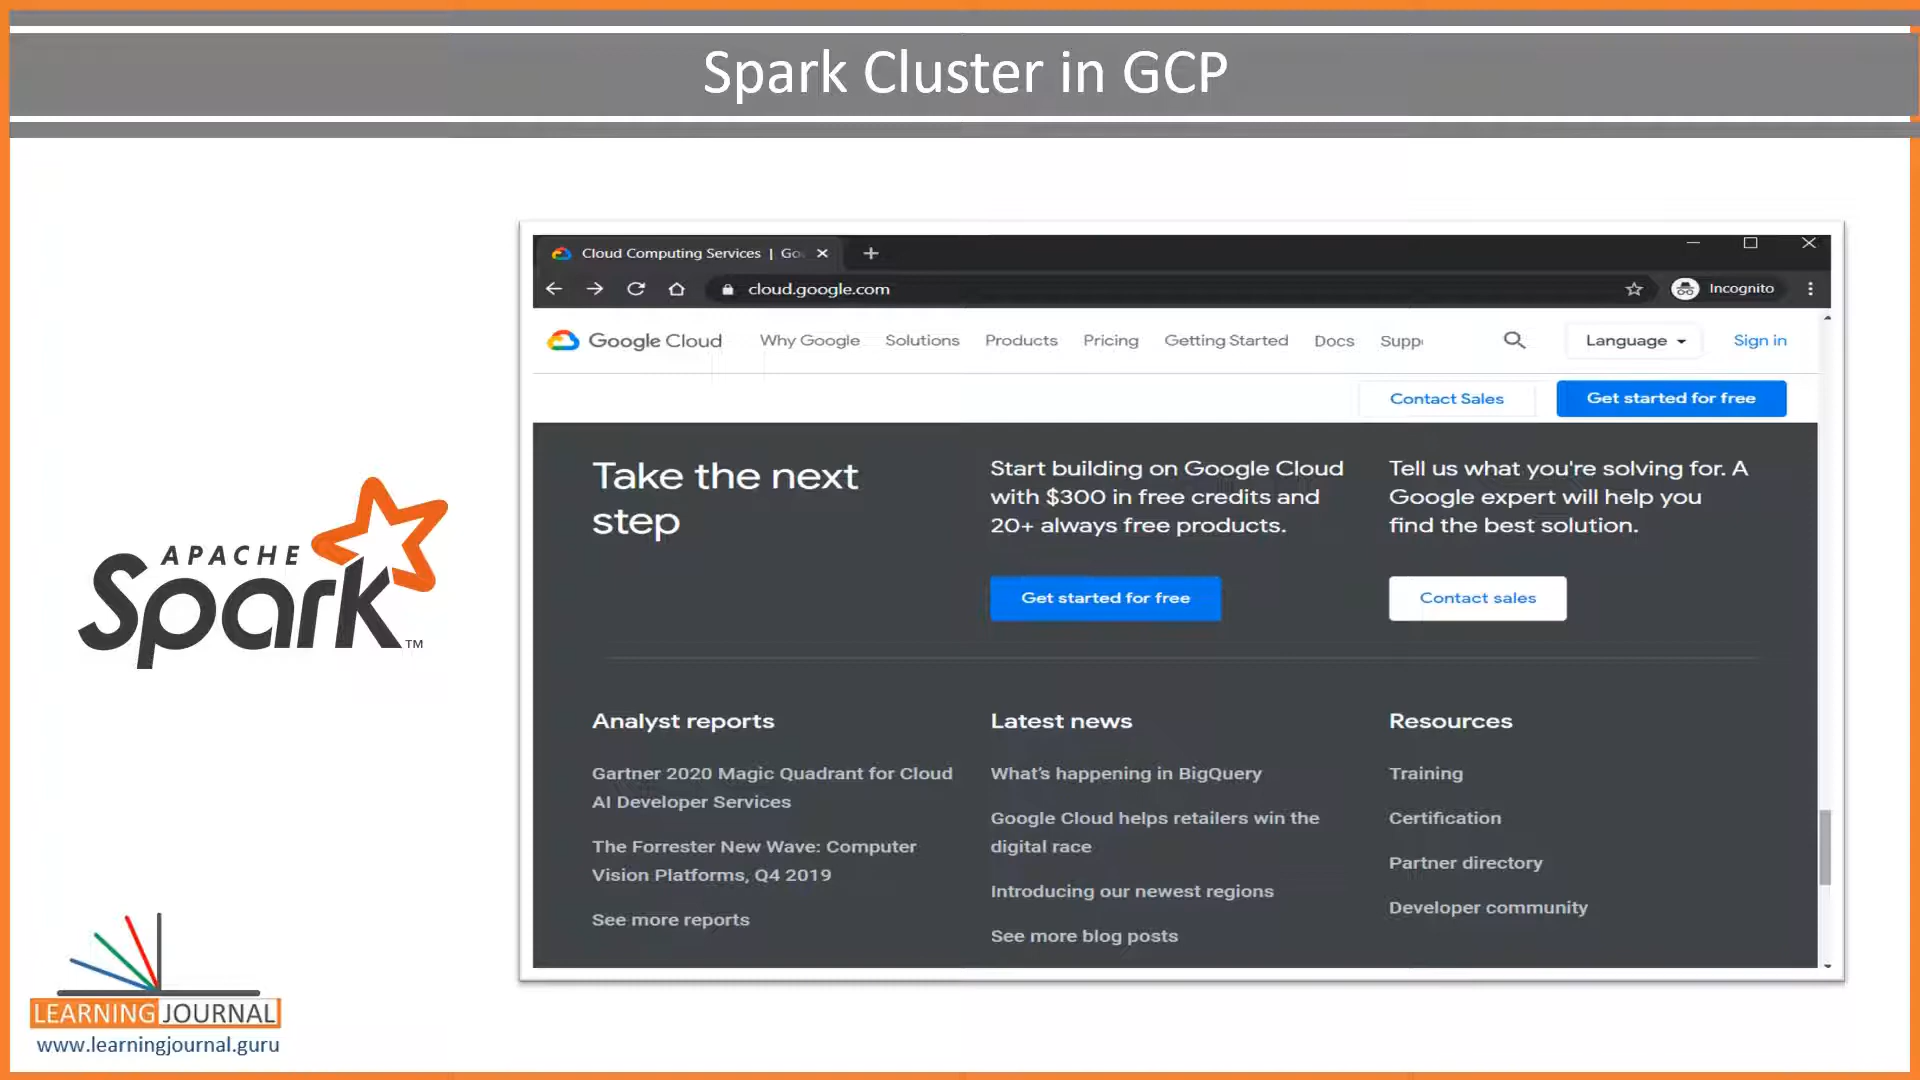 Spark Cluster in GCP
Cloud Computing Services | Go
cloud.google.com
Incognito
Google Cloud Why Google Solutions Products Pricing Getting Started Docs Supp Language Sign in
Contact Sales Get started for free
Take the next
step
Start building on Google Cloud
with $300 in free credits and
20+ always free products.
Get started for free
Tell us what you're solving for. A
Google expert will help you
find the best solution.
Contact sales
Analyst reports
Gartner 2020 Magic Quadrant for Cloud
AI Developer Services
The Forrester New Wave: Computer
Vision Platforms, Q4 2019
See more reports
Latest news
What's happening in BigQuery
Google Cloud helps retailers win the
digital race
Introducing our newest regions
See more blog posts
Resources
Training
Certification
Partner directory
Developer community
APACHE
Spark™
LEARNING JOURNAL
www.learningjournal.guru